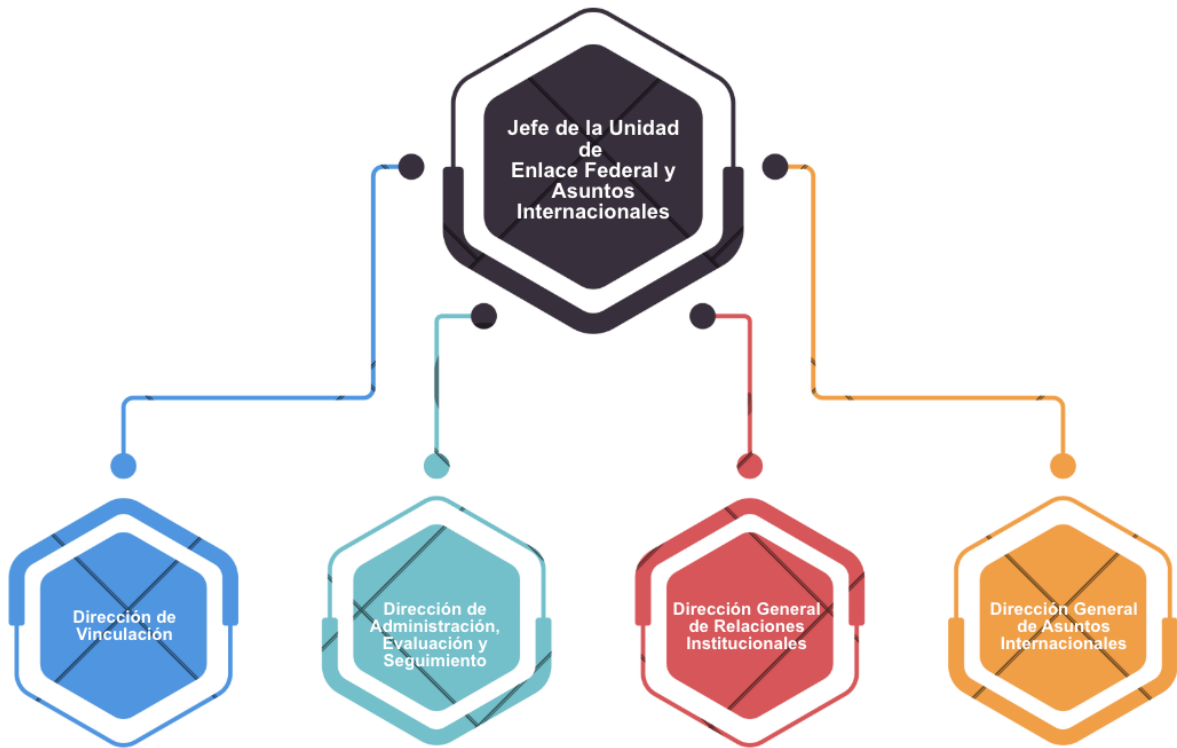 Jefe de la Unidad
de
Enlace Federal y
Asuntos
Internacionales
Dirección de
Vinculación
Dirección de
Administración,
Evaluación y
Seguimiento
Dirección General
de Relaciones
Institucionales
Dirección General
de Asuntos
Internacionales